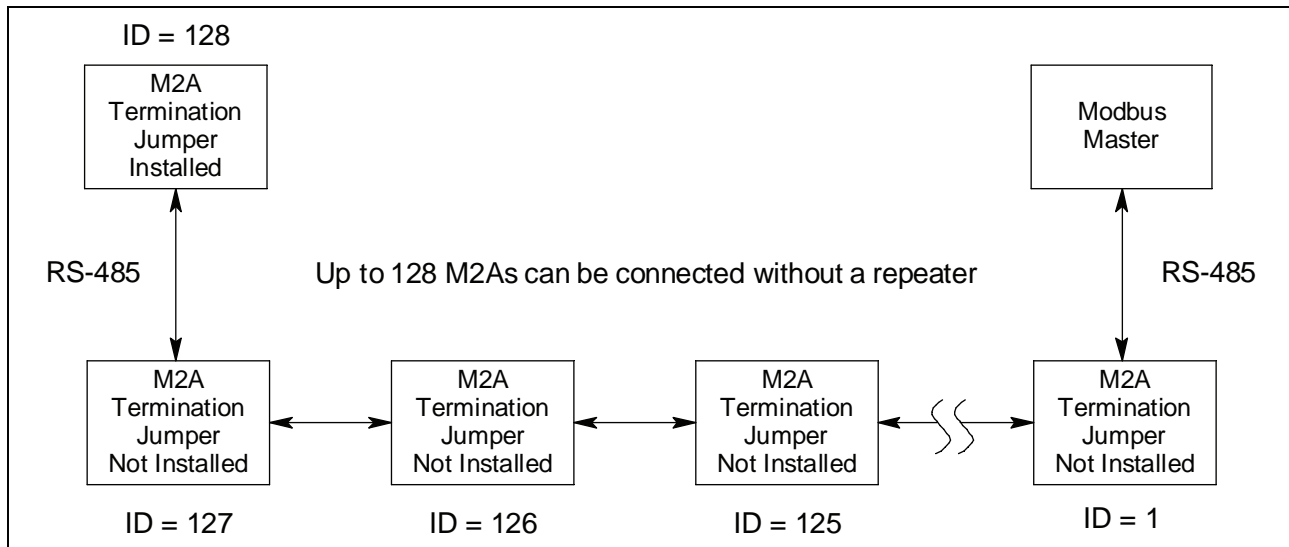 ID = 128
M2A
Termination
Jumper
Installed
Modbus
Master
RS-485
Up to 128 M2As can be connected without a repeater
RS-485
M2A
Termination
Jumper
Not Installed
M2A
Termination
Jumper
Not Installed
M2A
Termination
Jumper
Not Installed
M2A
Termination
Jumper
Not Installed
ID = 127
ID = 126
ID = 125
ID = 1